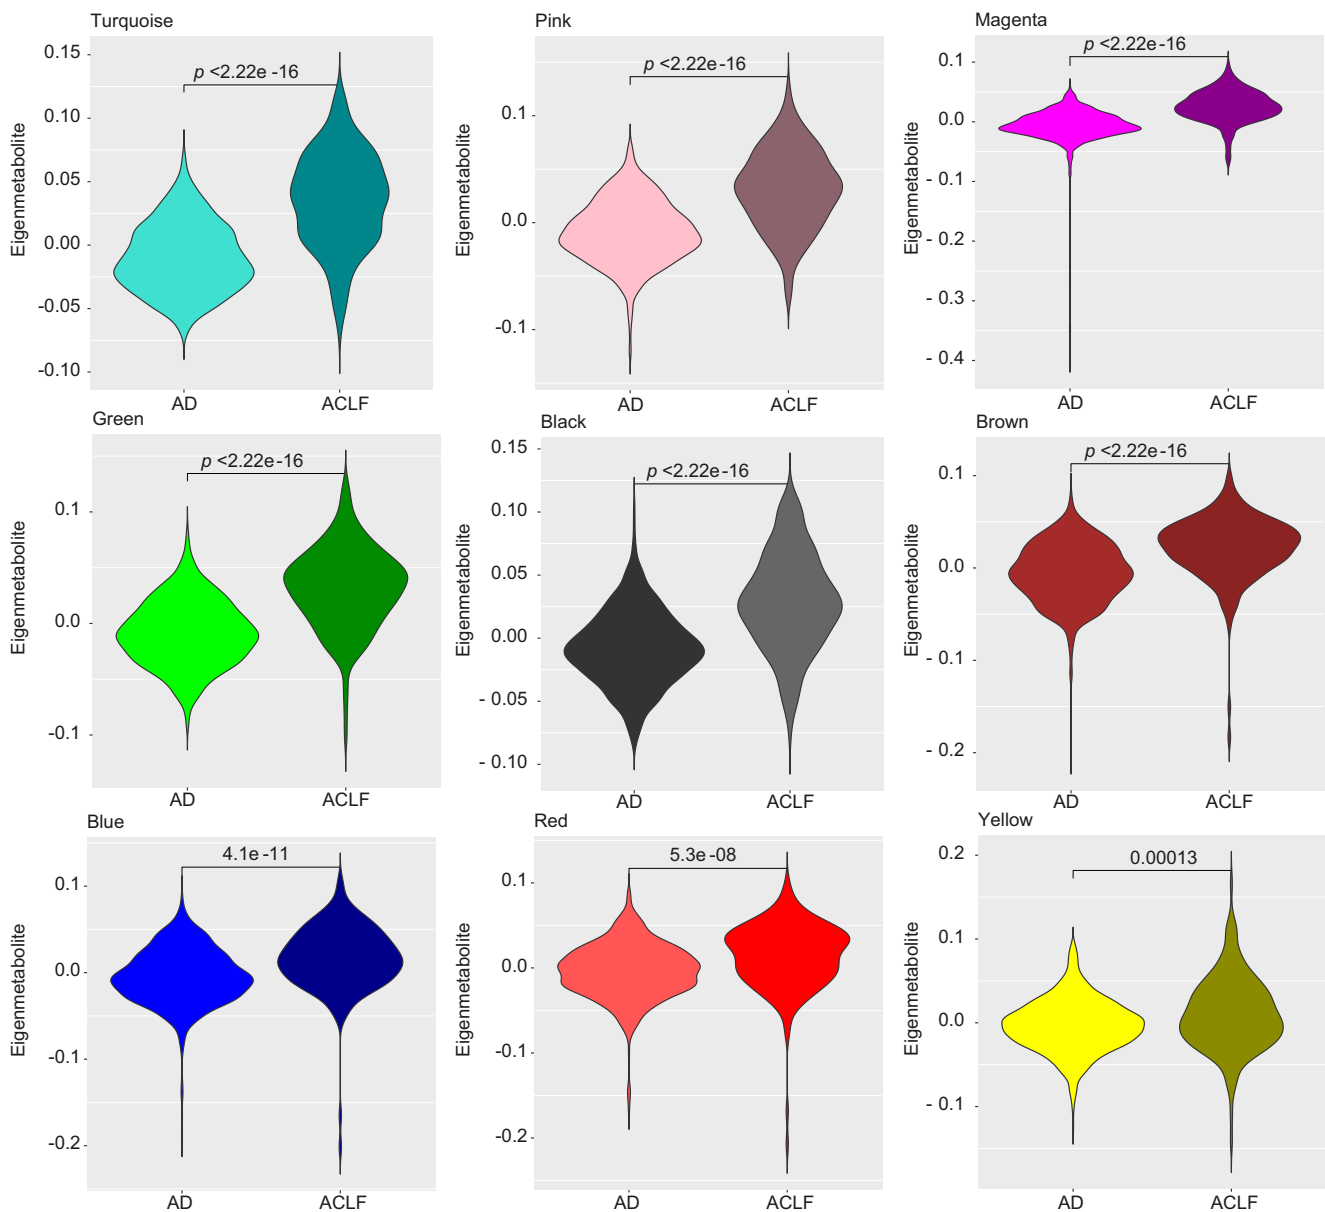 Turquoise
Eigenmetabolite
0.15
0.10
0.05
0.00
-0.05
-0.10
p <2.22e -16
AD
ACLF
Pink
Eigenmetabolite
0.1
0.0
-0.1
p <2.22e -16
AD
ACLF
Magenta
Eigenmetabolite
0.1
0.0
- 0.1
- 0.2
- 0.3
- 0.4
p <2.22e -16
AD
ACLF
Green
Eigenmetabolite
0.1
0.0
-0.1
p <2.22e -16
AD
ACLF
Black
Eigenmetabolite
0.15
0.10
0.05
0.00
- 0.05
- 0.10
p <2.22e -16
AD
ACLF
Brown
Eigenmetabolite
0.1
0.0
- 0.1
- 0.2
p <2.22e -16
AD
ACLF
Blue
Eigenmetabolite
0.1
0.0
-0.1
-0.2
4.1e -11
AD
ACLF
Red
Eigenmetabolite
0.1
0.0
-0.1
-0.2
5.3e -08
AD
ACLF
Yellow
Eigenmetabolite
0.2
0.1
0.0
- 0.1
0.00013
AD
ACLF